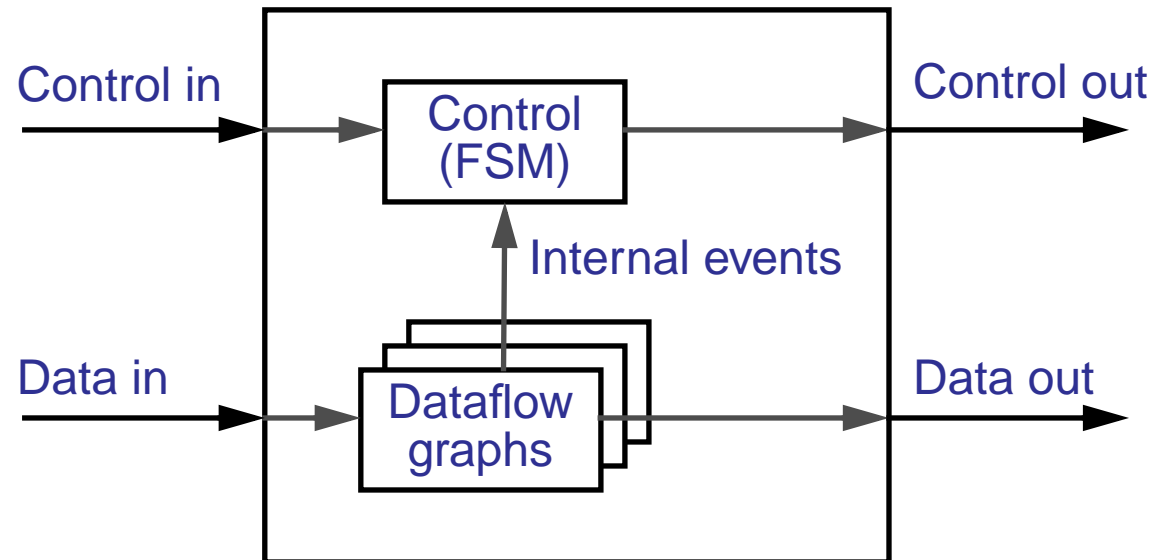 Control in
Control
(FSM)
Control out
Internal events
Data in
Dataflow
graphs
Data out